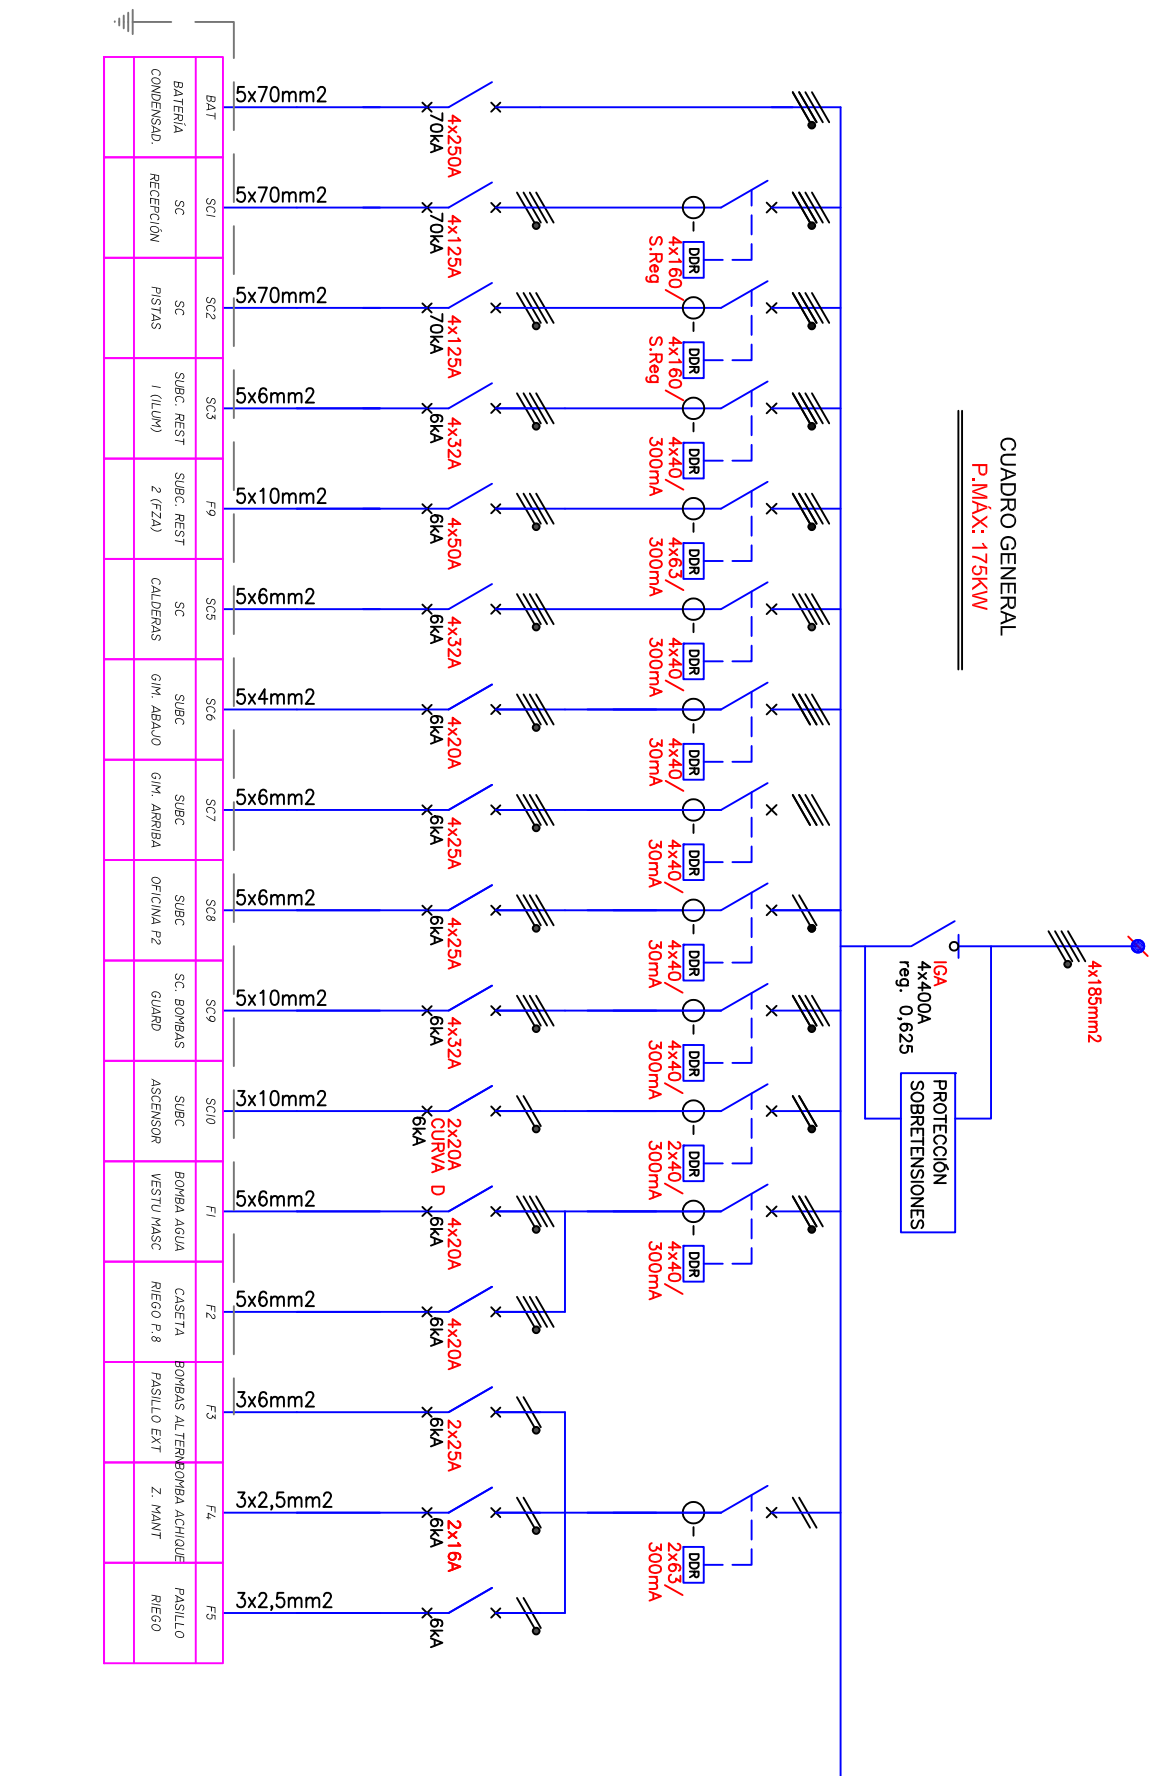 CUADRO GENERAL
P.MÁX: 175KW
4x185mm2
IGA
4x400A
reg. 0,625
PROTECCIÓN
SOBRETENSIONES
DDR
4x160/
S.Reg
DDR
4x160/
S.Reg
DDR
4x40/
300mA
DDR
4x63/
300mA
DDR
4x40/
300mA
DDR
4x40/
30mA
DDR
4x40/
30mA
DDR
4x40/
30mA
DDR
4x40/
300mA
DDR
2x40/
300mA
DDR
4x40/
300mA
DDR
2x63/
300mA
4x250A
70kA
4x125A
70kA
4x125A
70kA
4x32A
6kA
4x50A
6kA
4x32A
6kA
4x20A
6kA
4x25A
6kA
4x25A
6kA
4x32A
6kA
2x20A
CURVA D
6kA
4x20A
6kA
4x20A
6kA
2x25A
6kA
2x16A
6kA
6kA
5x70mm2
5x70mm2
5x70mm2
5x6mm2
5x10mm2
5x6mm2
5x4mm2
5x6mm2
5x6mm2
5x10mm2
3x10mm2
5x6mm2
5x6mm2
3x6mm2
3x2,5mm2
3x2,5mm2
BAT
BATERÍA
CONDENSAD.
SC1
SC
RECEPCIÓN
SC2
SC
PISTAS
SC3
SUBC. REST
1 (ILUM)
F9
SUBC. REST
2 (FZA)
SC5
SC
CALDERAS
SC6
SUBC
GIM. ABAJO
SC7
SUBC
GIM. ARRIBA
SC8
SUBC
OFICINA P2
SC9
SC. BOMBAS
GUARD
SC10
SUBC
ASCENSOR
F1
BOMBA AGUA
VESTU MASC
F2
CASETA
RIEGO P.8
F3
BOMBAS ALTERN
PASILLO EXT
F4
BOMBA ACHIQUE
Z. MANT
F5
PASILLO
RIEGO